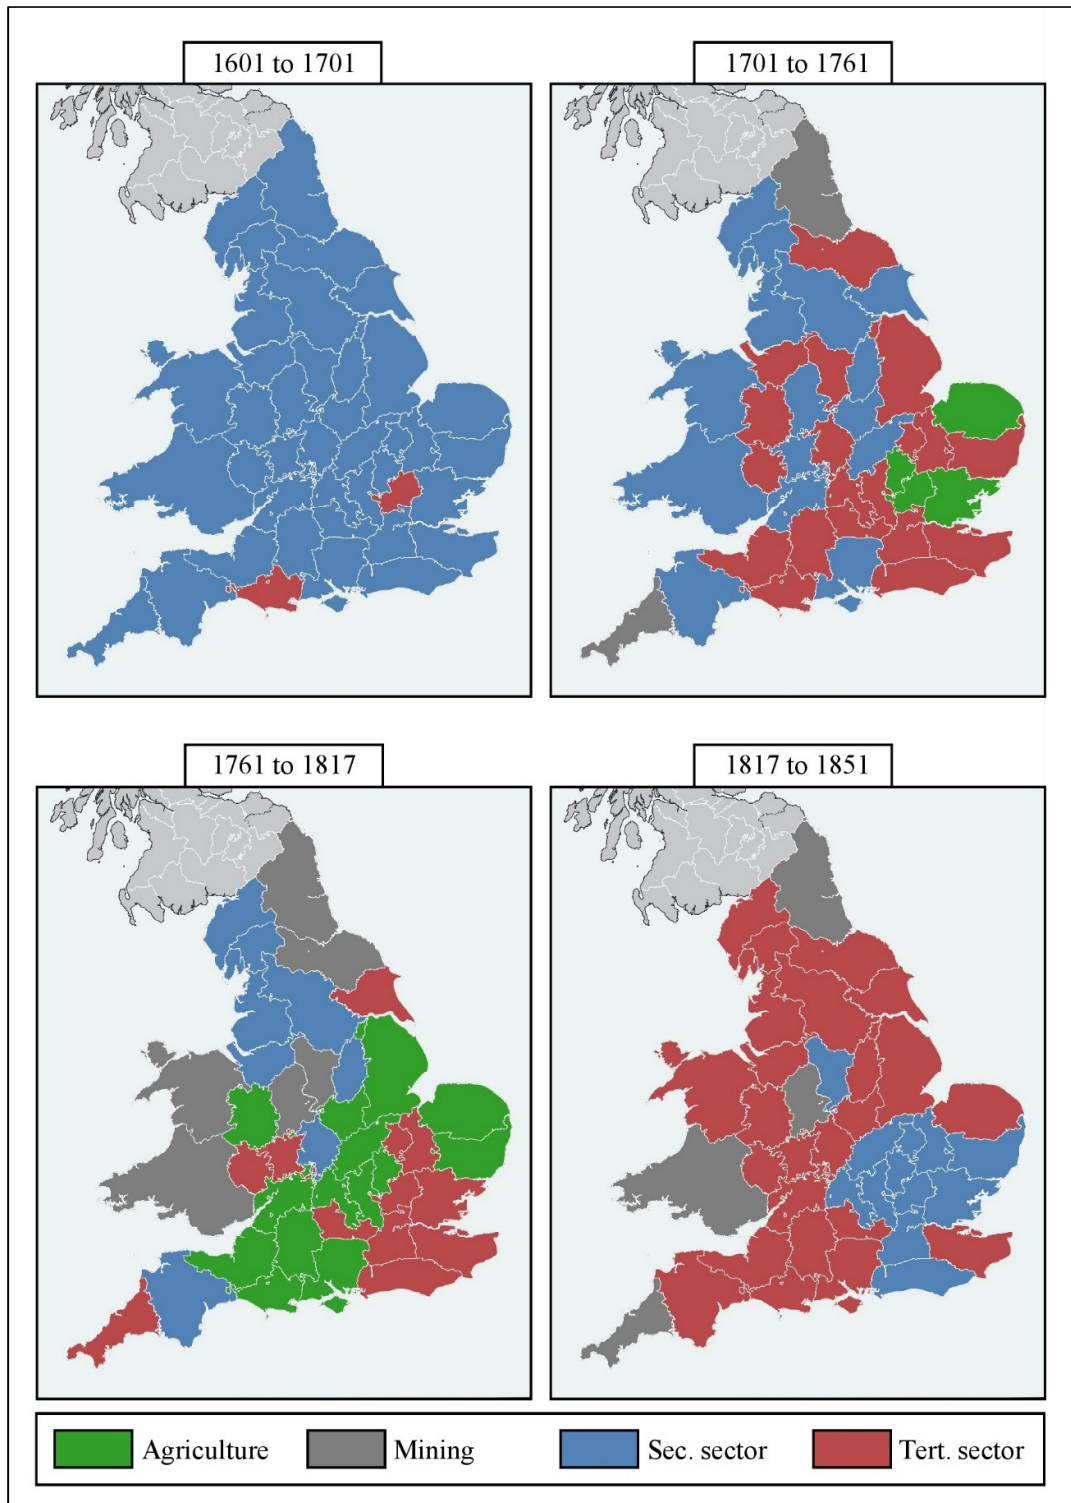 1601 to 1701
1701 to 1761
1761 to 1817
1817 to 1851
Agriculture
Mining
Sec. sector
Tert. sector